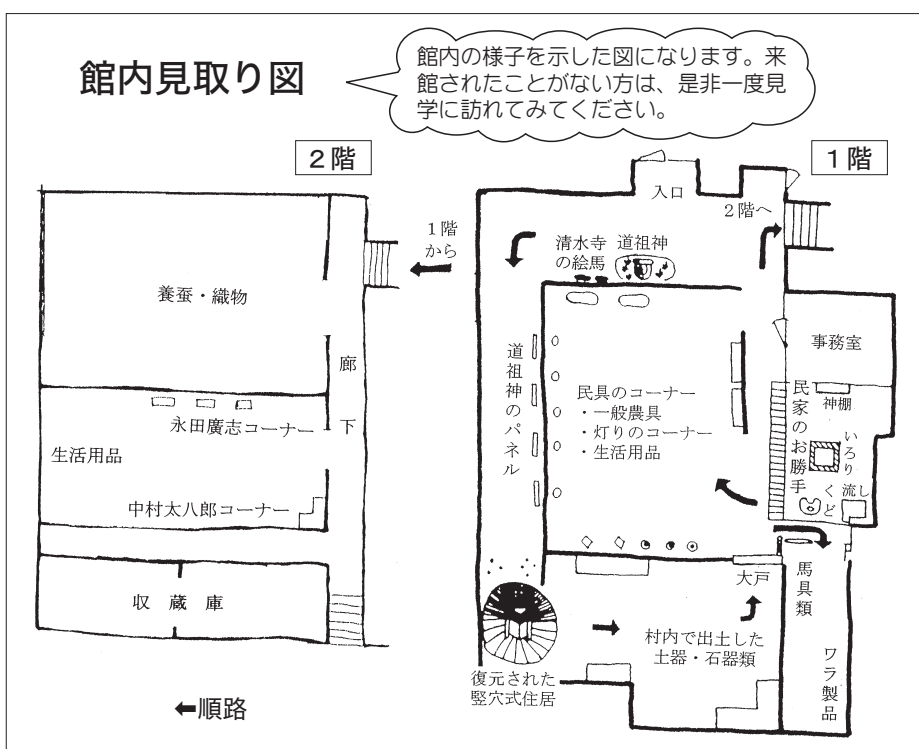 館内見取り図
館内の様子を示した図になります。来
館されたことがない方は、是非一度見
学に訪れてみてください。
2階
1階
から
養蚕・織物
廊下
永田廣志コーナー
生活用品
中村太八郎コーナー
収蔵庫
←順路
1階
入口
2階へ
清水寺
の絵馬
道祖神
道祖神のパネル
民具のコーナー
・一般農具
・灯りのコーナー
・生活用品
事務室
神棚
民家のお勝手
いろり
くど
流し
大戸
馬具類
ワラ製品
村内で出土した
土器・石器類
復元された
竪穴式住居